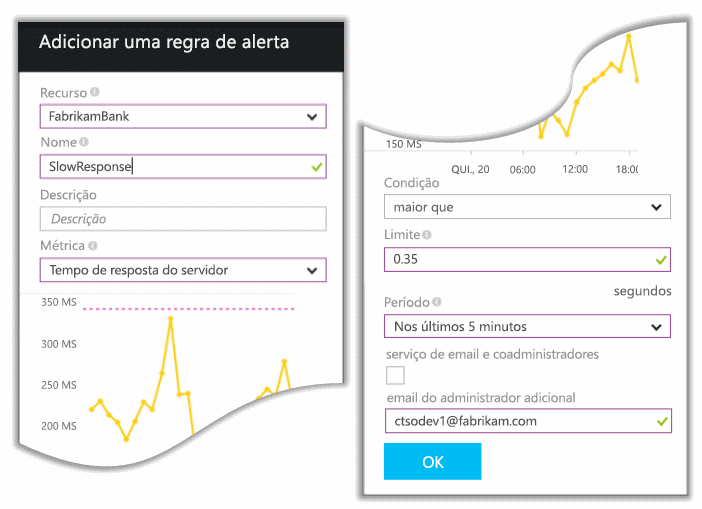 Adicionar uma regra de alerta
Recurso
FabrikamBank
Nome
SlowResponse
Descrição
Descrição
Métrica
Tempo de resposta do servidor
350 MS
300 MS
250 MS
200 MS
150 MS
QUI., 20 06:00 12:00 18:00
Condição
maior que
Limite
0.35
segundos
Período
Nos últimos 5 minutos
serviço de email e coadministradores
email do administrador adicional
ctsodev1@fabrikam.com
OK